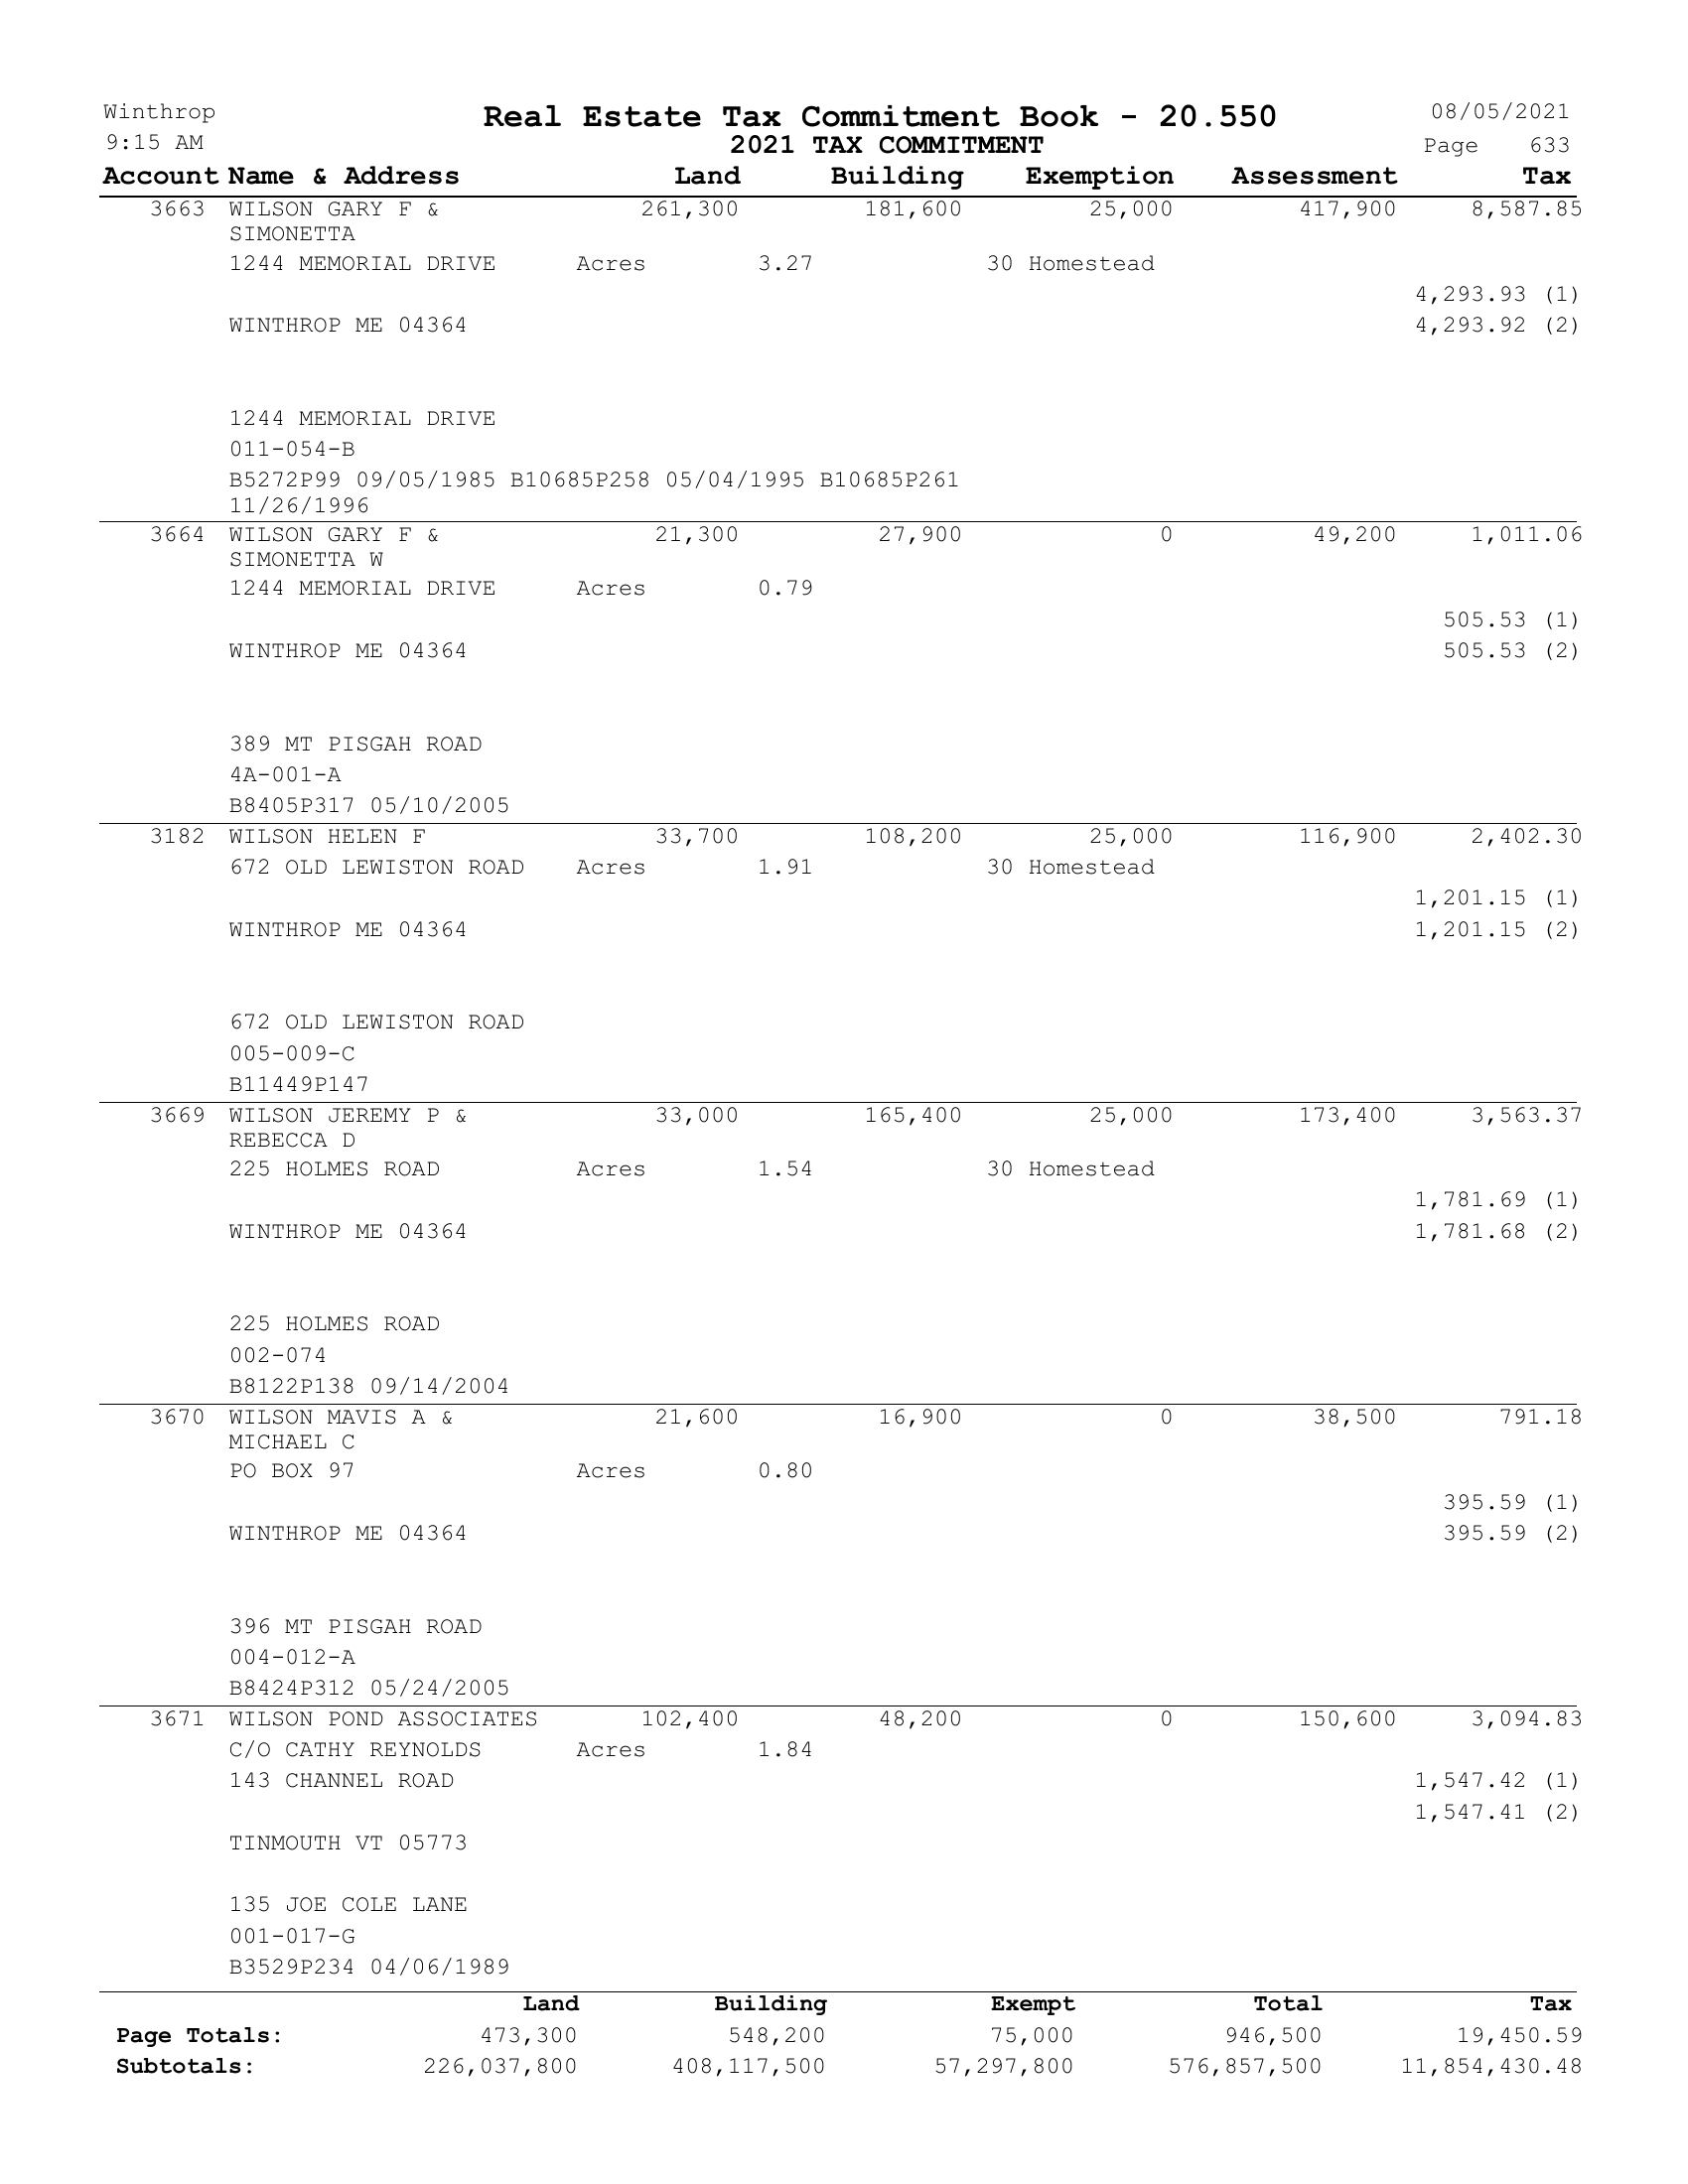 Winthrop Real Estate Tax Commitment Book - 20.550 08/05/2021
9:15 AM 2021 TAX COMMITMENT Page 633
Account Name & Address Land Building Exemption Assessment Tax
3663 WILSON GARY F & 261,300 181,600 25,000 417,900 8,587.85
SIMONETTA
1244 MEMORIAL DRIVE Acres 3.27 30 Homestead
4,293.93 (1)
WINTHROP ME 04364 4,293.92 (2)
1244 MEMORIAL DRIVE
011-054-B
B5272P99 09/05/1985 B10685P258 05/04/1995 B10685P261
11/26/1996
3664 WILSON GARY F & 21,300 27,900 0 49,200 1,011.06
SIMONETTA W
1244 MEMORIAL DRIVE Acres 0.79
505.53 (1)
WINTHROP ME 04364 505.53 (2)
389 MT PISGAH ROAD
4A-001-A
B8405P317 05/10/2005
3182 WILSON HELEN F 33,700 108,200 25,000 116,900 2,402.30
672 OLD LEWISTON ROAD Acres 1.91 30 Homestead
1,201.15 (1)
WINTHROP ME 04364 1,201.15 (2)
672 OLD LEWISTON ROAD
005-009-C
B11449P147
3669 WILSON JEREMY P & 33,000 165,400 25,000 173,400 3,563.37
REBECCA D
225 HOLMES ROAD Acres 1.54 30 Homestead
1,781.69 (1)
WINTHROP ME 04364 1,781.68 (2)
225 HOLMES ROAD
002-074
B8122P138 09/14/2004
3670 WILSON MAVIS A & 21,600 16,900 0 38,500 791.18
MICHAEL C
PO BOX 97 Acres 0.80
395.59 (1)
WINTHROP ME 04364 395.59 (2)
396 MT PISGAH ROAD
004-012-A
B8424P312 05/24/2005
3671 WILSON POND ASSOCIATES 102,400 48,200 0 150,600 3,094.83
C/O CATHY REYNOLDS Acres 1.84
143 CHANNEL ROAD 1,547.42 (1)
1,547.41 (2)
TINMOUTH VT 05773
135 JOE COLE LANE
001-017-G
B3529P234 04/06/1989
Land Building Exempt Total Tax
Page Totals: 473,300 548,200 75,000 946,500 19,450.59
Subtotals: 226,037,800 408,117,500 57,297,800 576,857,500 11,854,430.48